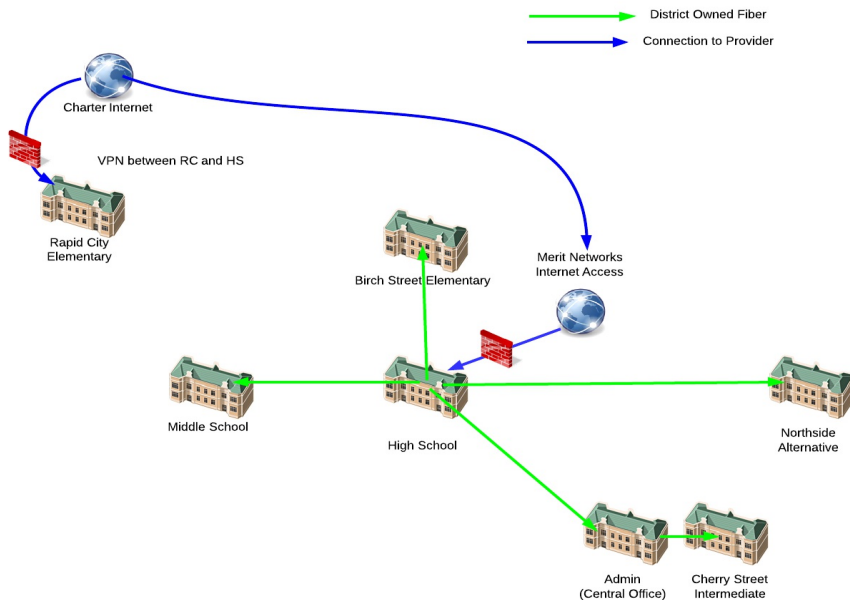 District Owned Fiber
Connection to Provider
Charter Internet
VPN between RC and HS
Rapid City
Elementary
Birch Street Elementary
Merit Networks
Internet Access
Middle School
High School
Northside
Alternative
Admin
(Central Office)
Cherry Street
Intermediate